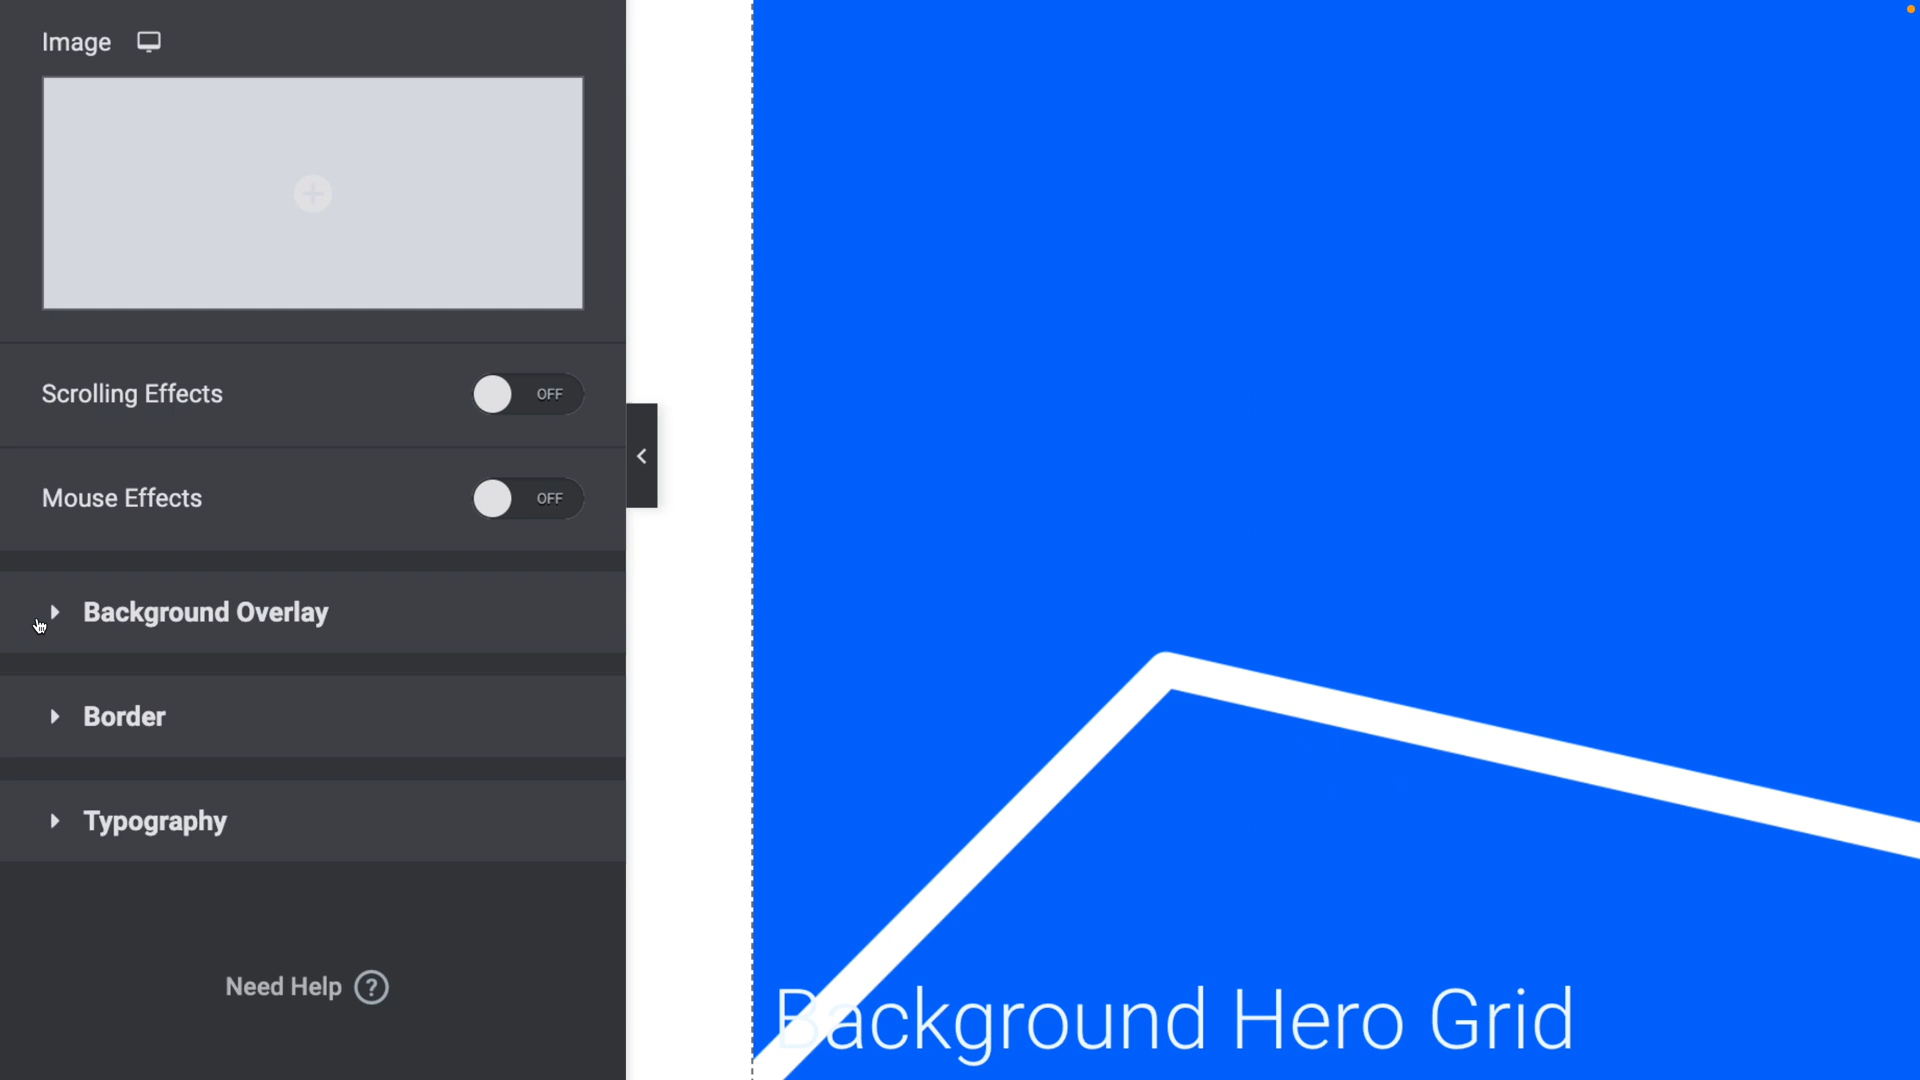 Image
Scrolling Effects
OFF
Mouse Effects
OFF
Background Overlay
Border
Typography
Need Help ?
Background Hero Grid